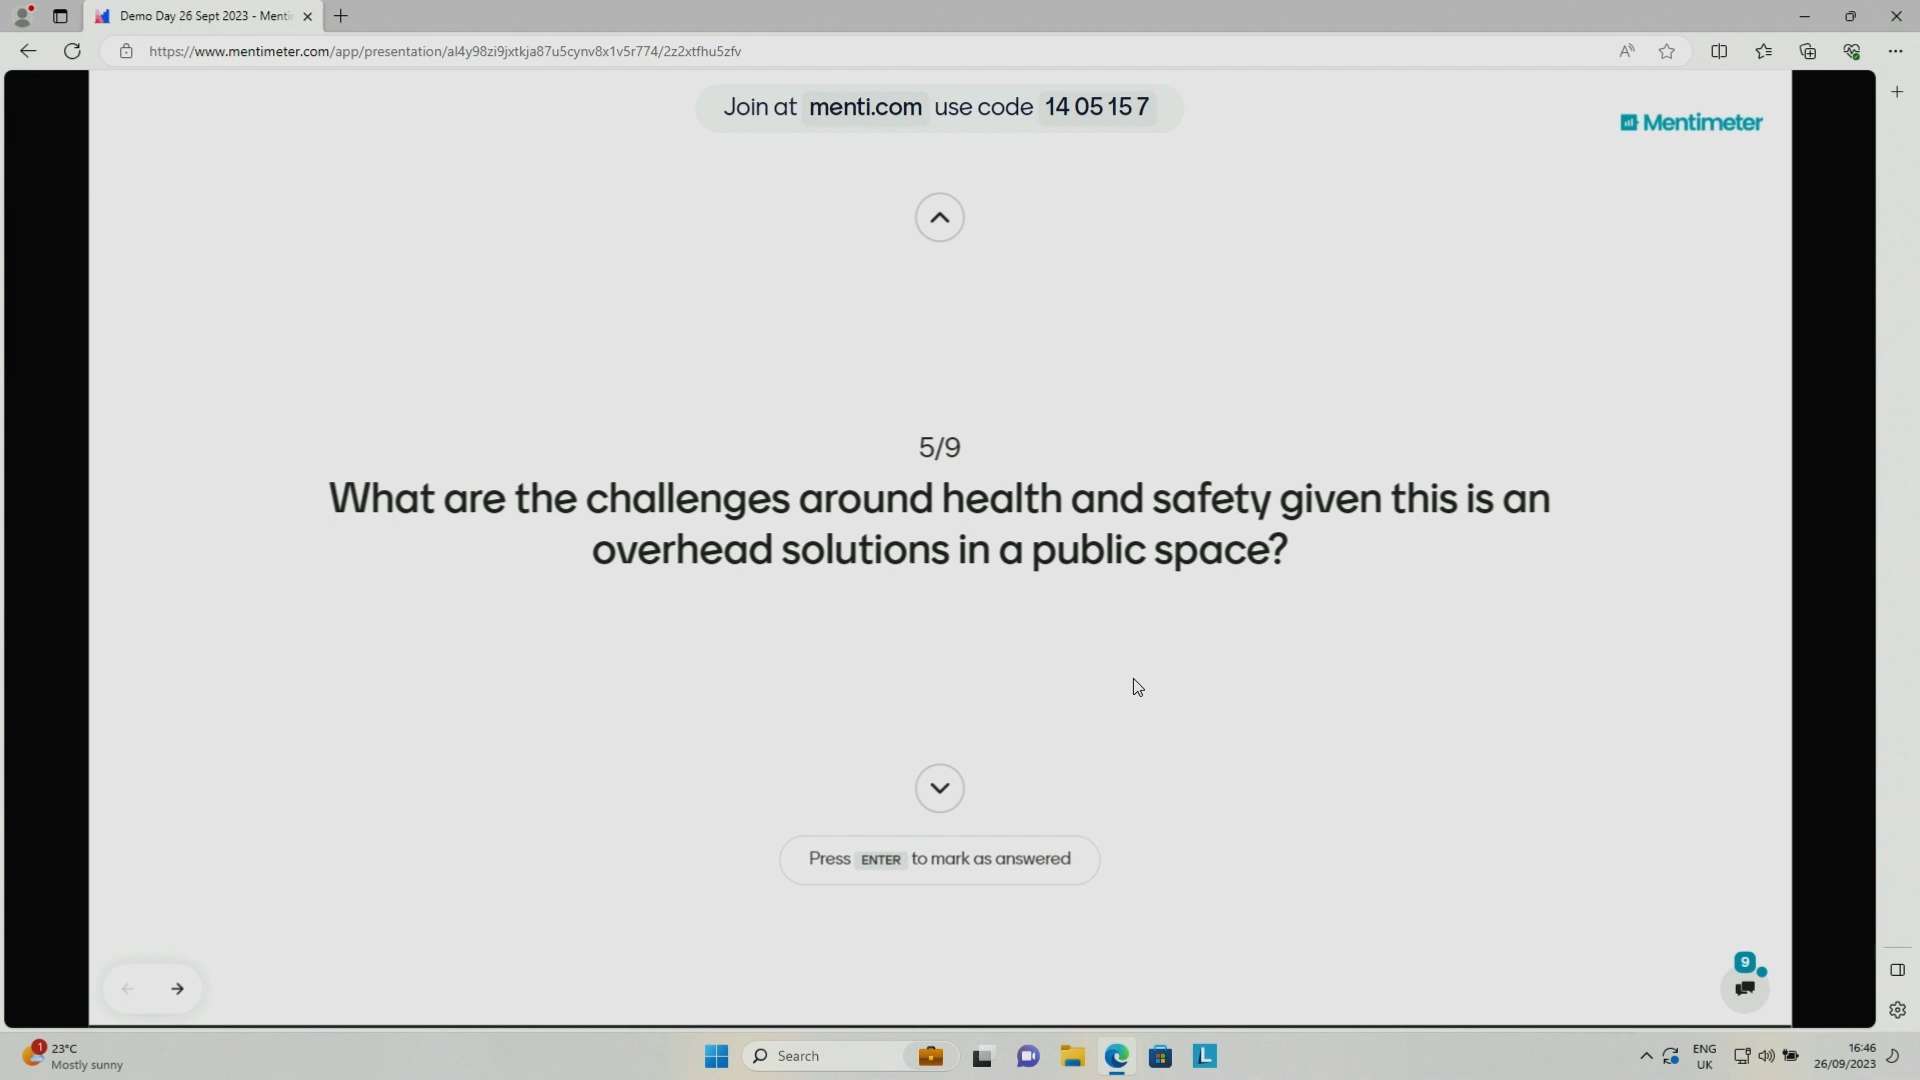 Demo Day 26 Sept 2023 - Menti
https://www.mentimeter.com/app/presentation/al4y98zi9jxtkja87u5cynv8x1v5r774/2z2xtfhu5zfv
Join at menti.com use code 14 05 15 7
Mentimeter
5/9
What are the challenges around health and safety given this is an
overhead solutions in a public space?
Press ENTER to mark as answered
9
1
23°C
Mostly sunny
Search
L
ENG
UK
16:46
26/09/2023